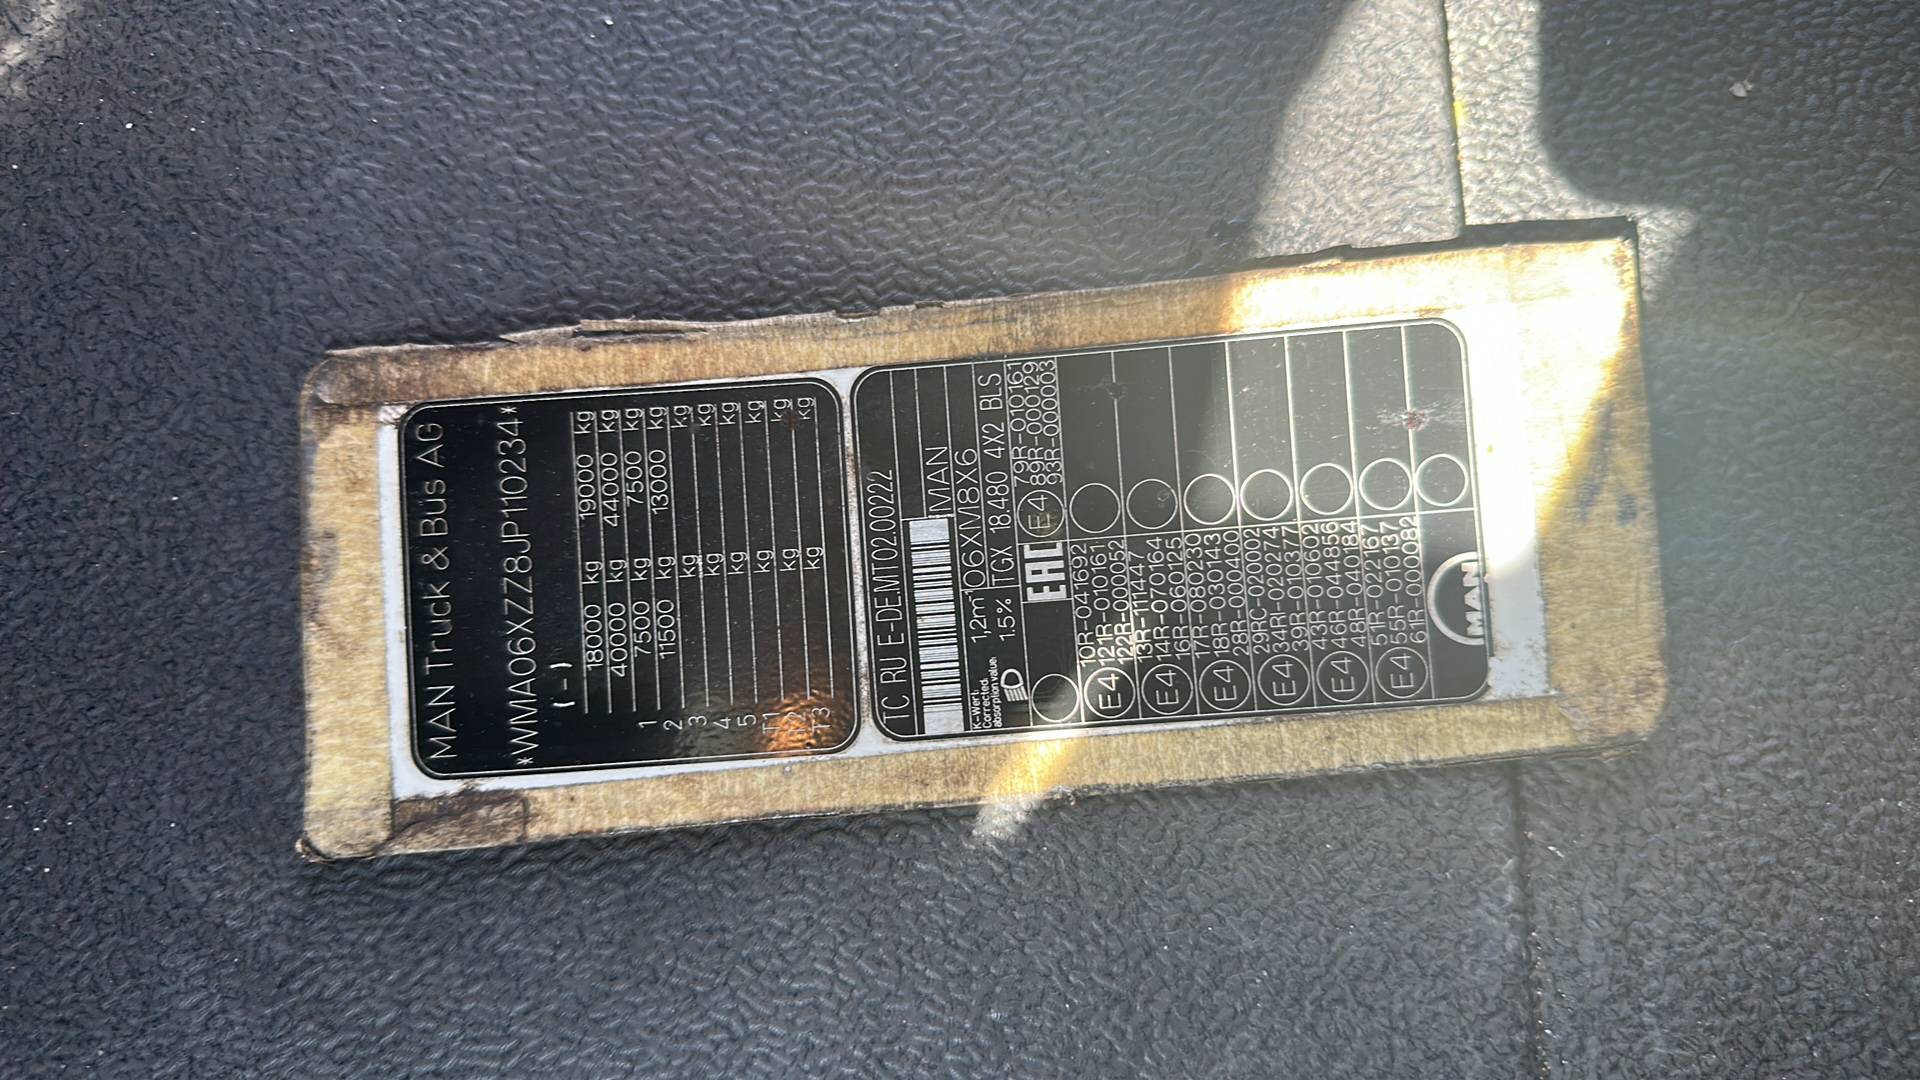 MAN Truck & Bus AG
*WMA06XZZ8JP110234*
( - )
18000 kg 19000 kg
40000 kg 44000 kg
1 7500 kg 7500 kg
2 11500 kg 13000 kg
3 kg kg
4 kg kg
5 kg kg
T1 kg kg
T2 kg kg
T3 kg kg
TC RU E-DE.MT02.00222
MAN
K-Wert:
Corrected
absorptionvalue:
1,2m⁻¹ 06XM8X6
1.5% TGX 18.480 4X2 BLS
EAC E4 79R-010161
89R-000129
93R-000003
10R-041692
E4 121R-010161
122R-000052
13R-111447
E4 14R-070164
16R-060125
17R-080230
E4 18R-030143
28R-000400
29RC-020002
E4 34R-020274
39R-010377
43R-010602
E4 46R-044856
48R-040184
51R-022167
E4 55R-010137
61R-000082
MAN